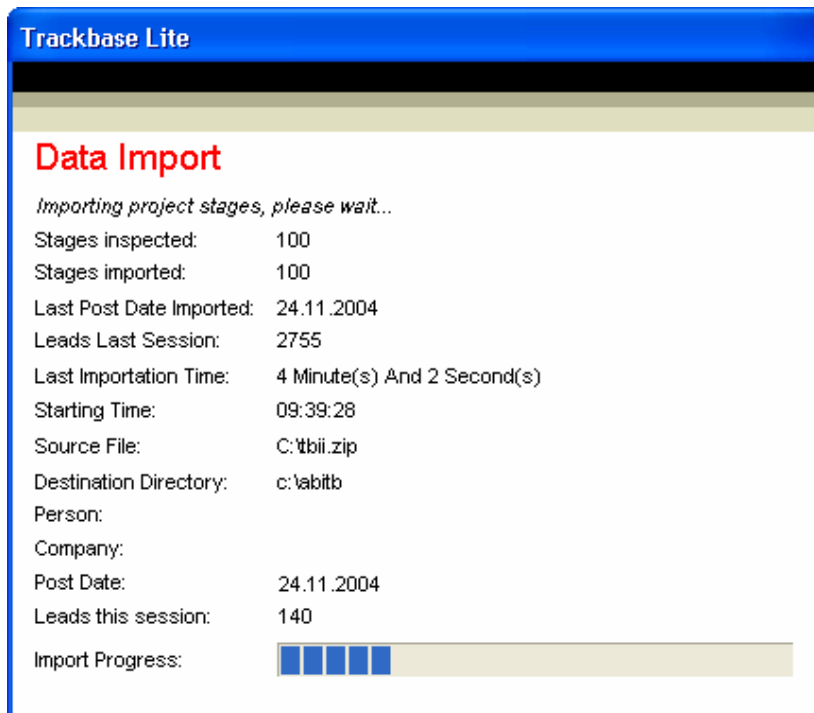 Trackbase Lite
Data Import
Importing project stages, please wait...
Stages inspected: 100
Stages imported: 100
Last Post Date Imported: 24.11.2004
Leads Last Session: 2755
Last Importation Time: 4 Minute(s) And 2 Second(s)
Starting Time: 09:39:28
Source File: C:\tbii.zip
Destination Directory: c:\abitb
Person:
Company:
Post Date: 24.11.2004
Leads this session: 140
Import Progress: